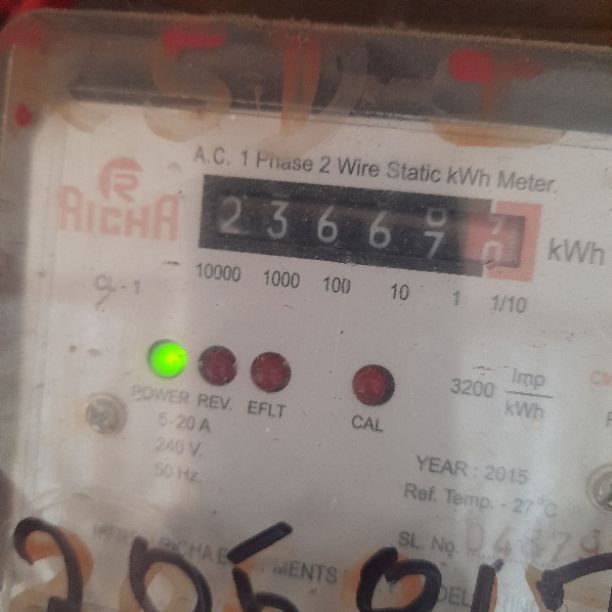 A.C. 1 Phase 2 Wire Static kWh Meter.
RICHA
2 3 6 6 7
kWh
10000 1000 100 10 1 1/10
CL - 1
POWER REV. EFLT
CAL
3200 Imp
kWh
5-20 A
240 V.
50 Hz.
YEAR : 2015
Ref. Temp. - 27°C
SL. No.
RICHA